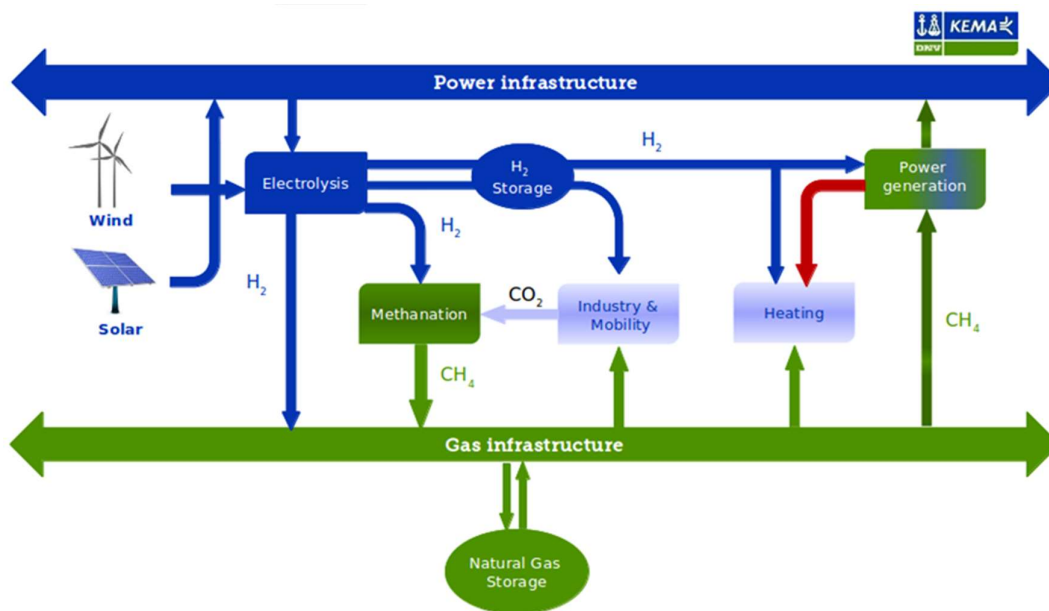 KEMA
DNV
Power infrastructure
Wind
Solar
Electrolysis
H₂
Storage
H₂
Power
generation
H₂
H₂
Methanation
CO₂
Industry &
Mobility
Heating
CH₄
CH₄
Gas infrastructure
Natural Gas
Storage